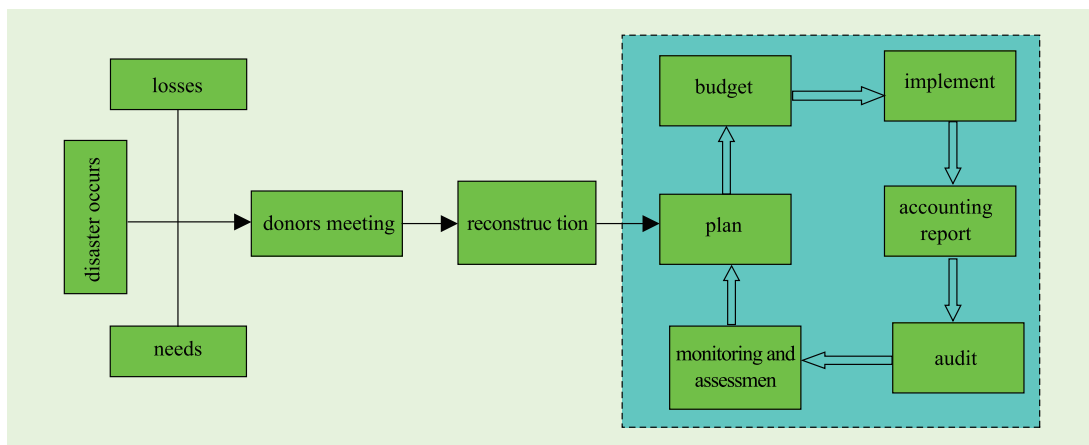 losses
disaster occurs
needs
donors meeting
reconstruc tion
budget
implement
plan
accounting
report
monitoring and
assessmen
audit